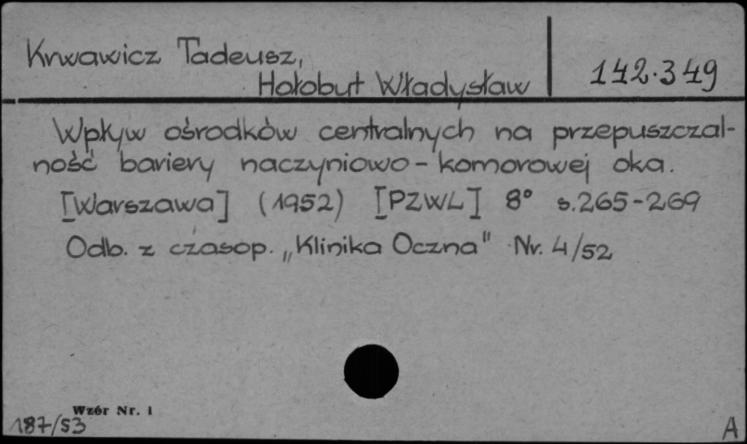 Krwawicz Tadeusz,
Hołobut Władysław
142.349
Wpływ ośrodków centralnych na przepuszczal-
ność bariery naczyniowo-komorowej oka.
[Warszawa] (1952) [PZWL] 8° s.265-269
Odb. z czasop. „Klinika Oczna" Nr. 4/52
Wzór Nr. 1
187/53
A